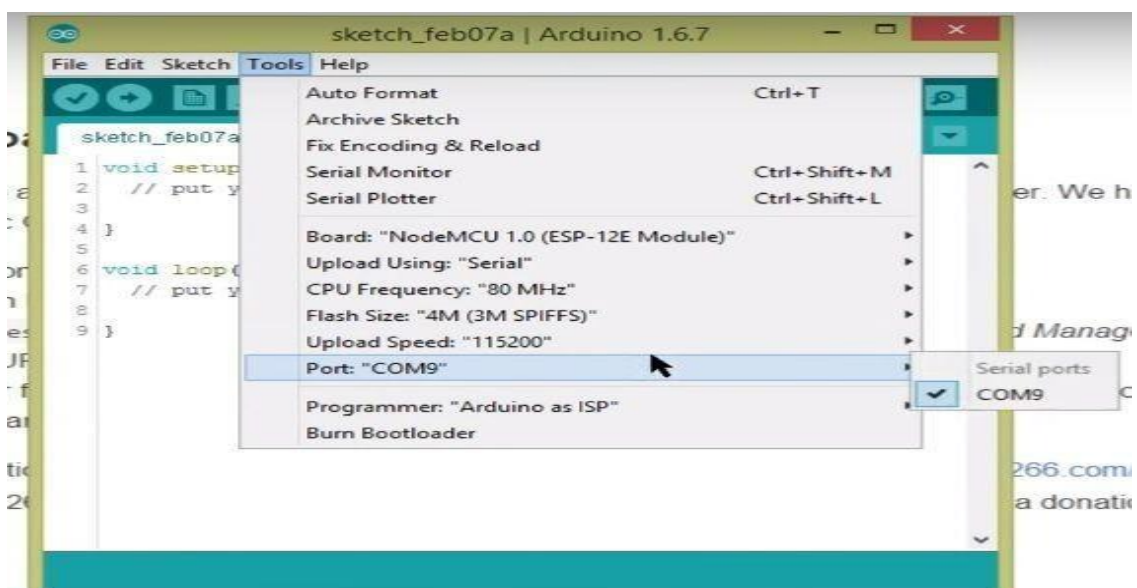 sketch_feb07a | Arduino 1.6.7
File Edit Sketch Tools Help
Auto Format Ctrl+T
Archive Sketch
Fix Encoding & Reload
Serial Monitor Ctrl+Shift+M
Serial Plotter Ctrl+Shift+L
Board: "NodeMCU 1.0 (ESP-12E Module)"
Upload Using: "Serial"
CPU Frequency: "80 MHz"
Flash Size: "4M (3M SPIFFS)"
Upload Speed: "115200"
Port: "COM9"
Serial ports
COM9
Programmer: "Arduino as ISP"
Burn Bootloader
sketch_feb07a
1 void setup
2 // put y
3
4 }
5
6 void loop(
7 // put y
8
9 }
er. We h
d Manag
266.com/
a donatio